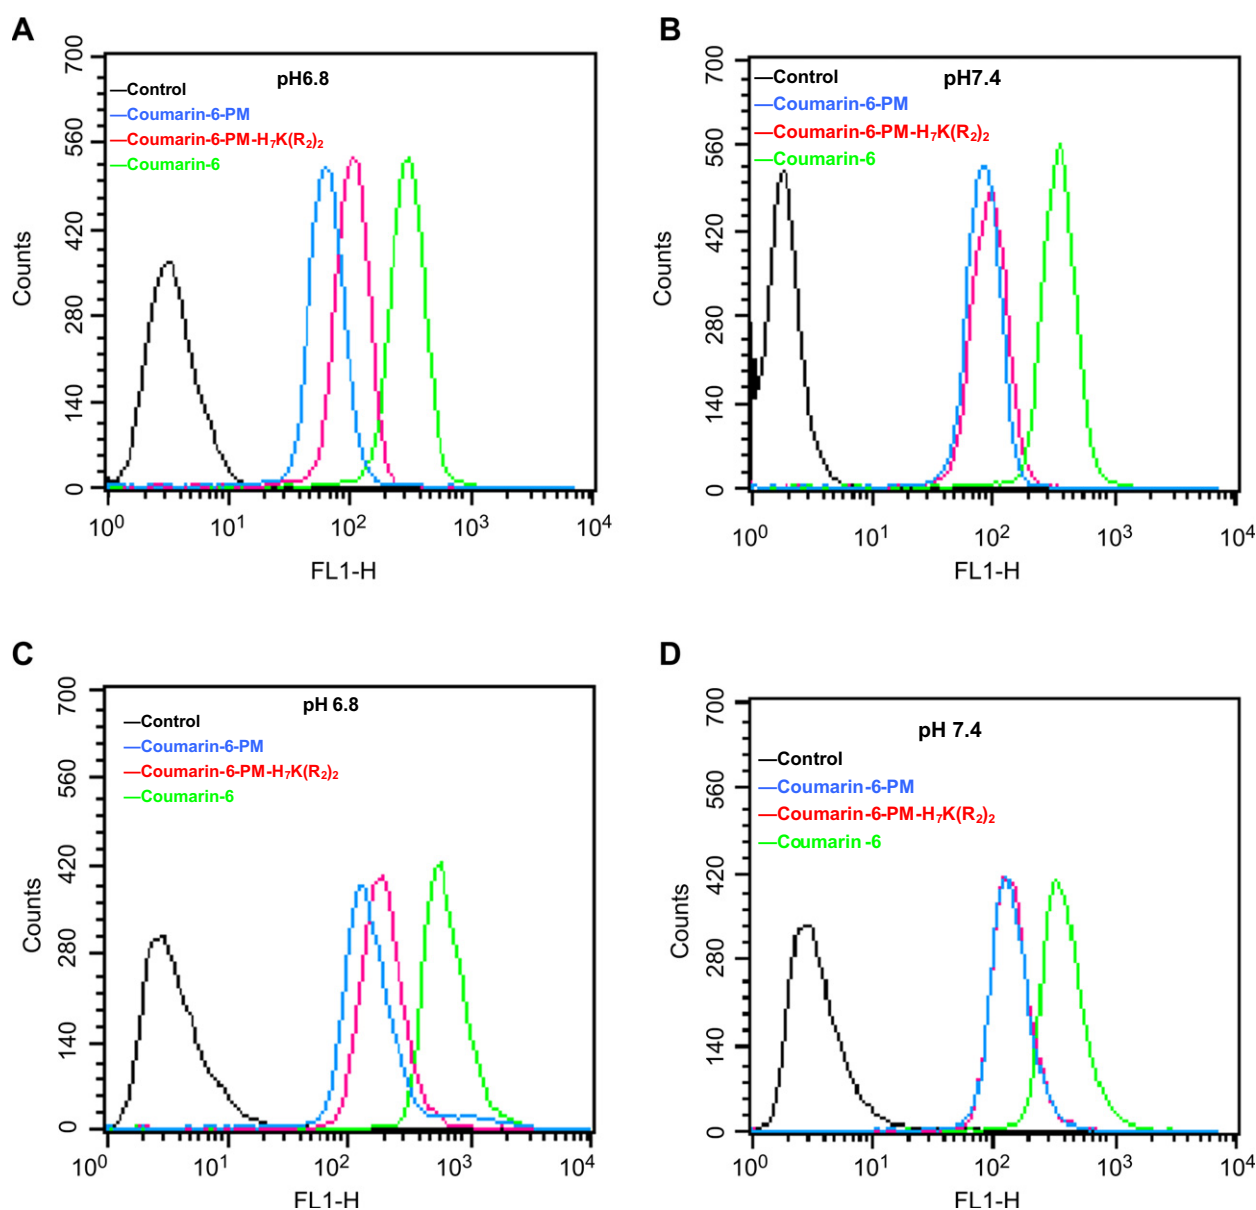 A
pH6.8
—Control
—Coumarin-6-PM
—Coumarin-6-PM-H₇K(R₂)₂
—Coumarin-6
Counts
700
560
420
280
140
0
10⁰ 10¹ 10² 10³ 10⁴
FL1-H
B
pH7.4
—Control
—Coumarin-6-PM
—Coumarin-6-PM-H₇K(R₂)₂
—Coumarin-6
Counts
700
560
420
280
140
0
10⁰ 10¹ 10² 10³ 10⁴
FL1-H
C
pH 6.8
—Control
—Coumarin-6-PM
—Coumarin-6-PM-H₇K(R₂)₂
—Coumarin-6
Counts
700
560
420
280
140
0
10⁰ 10¹ 10² 10³ 10⁴
FL1-H
D
pH 7.4
—Control
—Coumarin-6-PM
—Coumarin-6-PM-H₇K(R₂)₂
—Coumarin -6
Counts
700
560
420
280
140
0
10⁰ 10¹ 10² 10³ 10⁴
FL1-H